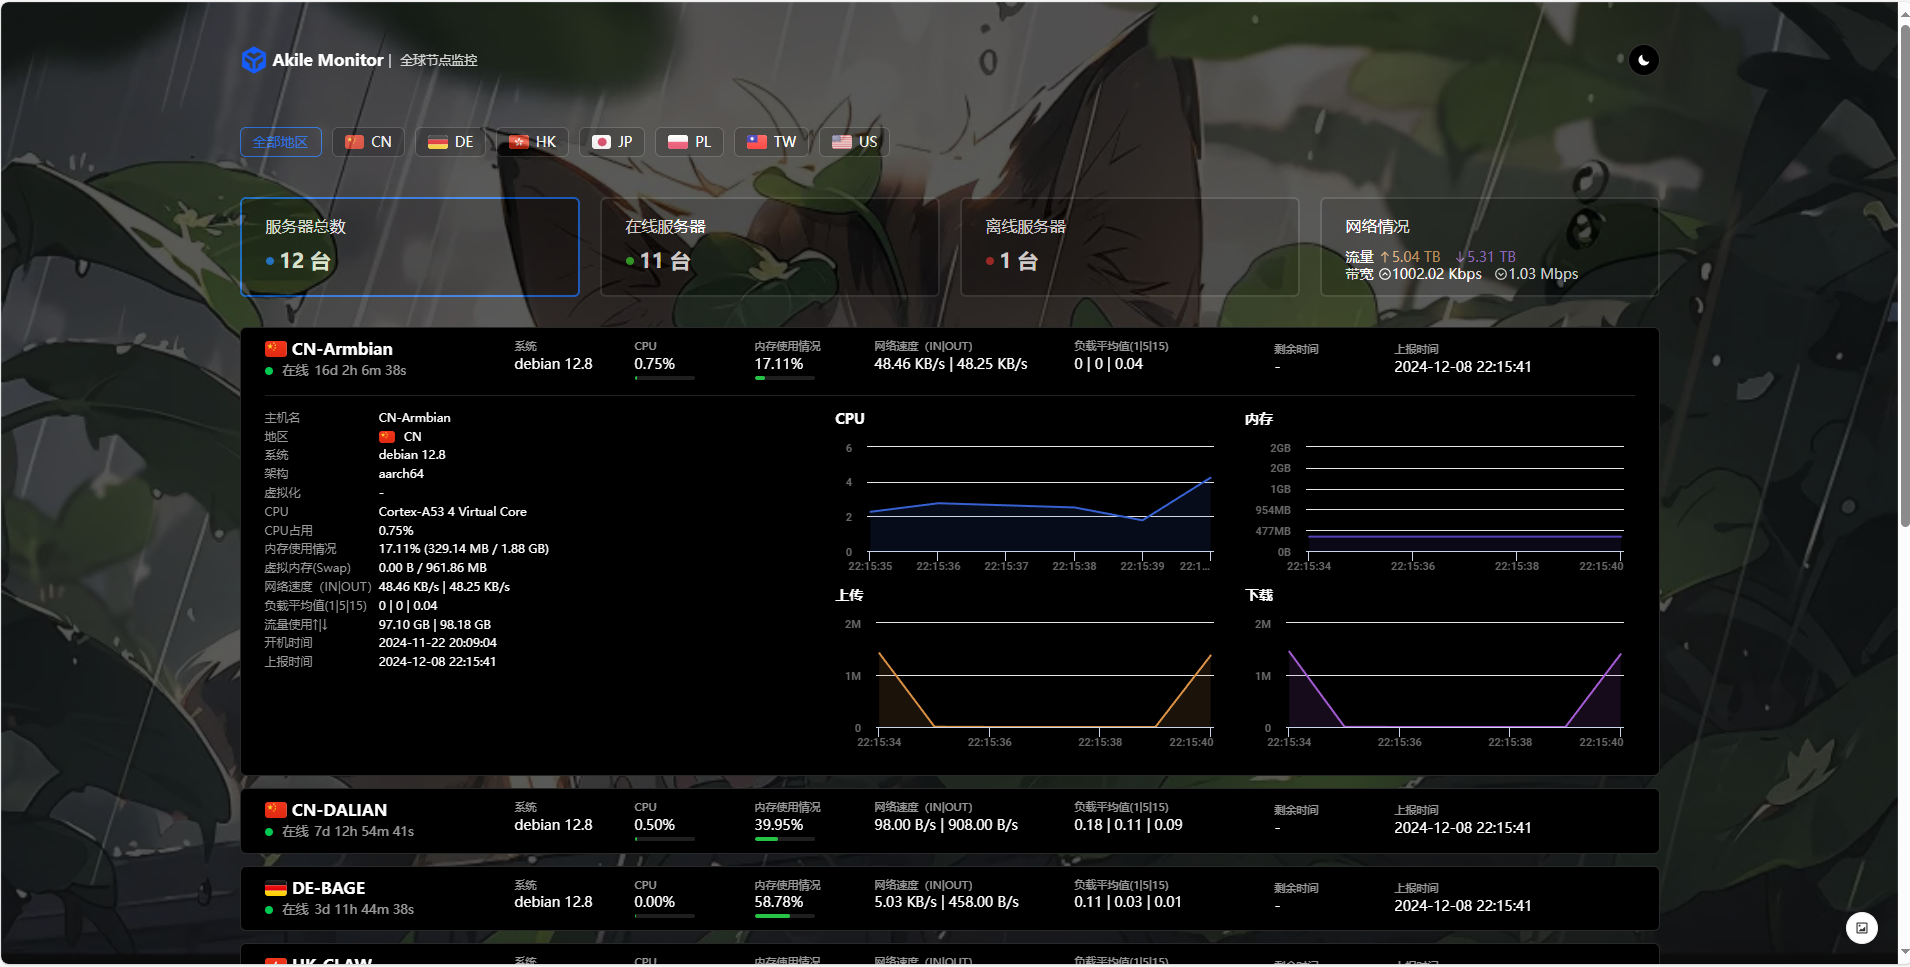 Akile Monitor | 全球节点监控
全部地区 CN DE HK JP PL TW US
服务器总数
12 台
在线服务器
11 台
离线服务器
1 台
网络情况
流量 ↑5.04 TB ↓5.31 TB
带宽 1002.02 Kbps 1.03 Mbps
CN-Armbian
在线 16d 2h 6m 38s
系统
debian 12.8
CPU
0.75%
内存使用情况
17.11%
网络速度（IN|OUT）
48.46 KB/s | 48.25 KB/s
负载平均值(1|5|15)
0 | 0 | 0.04
剩余时间
-
上报时间
2024-12-08 22:15:41
主机名 CN-Armbian
地区 CN
系统 debian 12.8
架构 aarch64
虚拟化 -
CPU Cortex-A53 4 Virtual Core
CPU占用 0.75%
内存使用情况 17.11% (329.14 MB / 1.88 GB)
虚拟内存(Swap) 0.00 B / 961.86 MB
网络速度（IN|OUT） 48.46 KB/s | 48.25 KB/s
负载平均值(1|5|15) 0 | 0 | 0.04
流量使用↑|↓ 97.10 GB | 98.18 GB
开机时间 2024-11-22 20:09:04
上报时间 2024-12-08 22:15:41
CPU
6
4
2
0
22:15:35 22:15:36 22:15:37 22:15:38 22:15:39 22:1...
内存
2GB
2GB
1GB
954MB
477MB
0B
22:15:34 22:15:36 22:15:38 22:15:40
上传
2M
1M
0
22:15:34 22:15:36 22:15:38 22:15:40
下载
2M
1M
0
22:15:34 22:15:36 22:15:38 22:15:40
CN-DALIAN
在线 7d 12h 54m 41s
系统
debian 12.8
CPU
0.50%
内存使用情况
39.95%
网络速度（IN|OUT）
98.00 B/s | 908.00 B/s
负载平均值(1|5|15)
0.18 | 0.11 | 0.09
剩余时间
-
上报时间
2024-12-08 22:15:41
DE-BAGE
在线 3d 11h 44m 38s
系统
debian 12.8
CPU
0.00%
内存使用情况
58.78%
网络速度（IN|OUT）
5.03 KB/s | 458.00 B/s
负载平均值(1|5|15)
0.11 | 0.03 | 0.01
剩余时间
-
上报时间
2024-12-08 22:15:41
HK-CLAW
系统
CPU
内存使用情况
网络速度（IN|OUT）
负载平均值(1|5|15)
剩余时间
上报时间